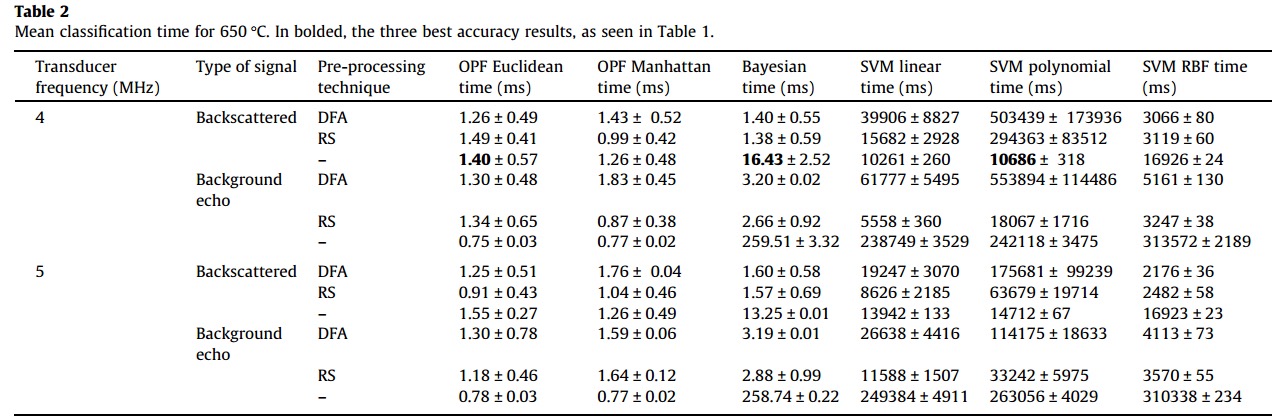 Table 2
Mean classification time for 650 °C. In bolded, the three best accuracy results, as seen in Table 1.
Transducer frequency (MHz) Type of signal Pre-processing technique OPF Euclidean time (ms) OPF Manhattan time (ms) Bayesian time (ms) SVM linear time (ms) SVM polynomial time (ms) SVM RBF time (ms)
4 Backscattered DFA 1.26 ± 0.49 1.43 ± 0.52 1.40 ± 0.55 39906 ± 8827 503439 ± 173936 3066 ± 80
RS 1.49 ± 0.41 0.99 ± 0.42 1.38 ± 0.59 15682 ± 2928 294363 ± 83512 3119 ± 60
– 1.40 ± 0.57 1.26 ± 0.48 16.43 ± 2.52 10261 ± 260 10686 ± 318 16926 ± 24
Background echo DFA 1.30 ± 0.48 1.83 ± 0.45 3.20 ± 0.02 61777 ± 5495 553894 ± 114486 5161 ± 130
RS 1.34 ± 0.65 0.87 ± 0.38 2.66 ± 0.92 5558 ± 360 18067 ± 1716 3247 ± 38
– 0.75 ± 0.03 0.77 ± 0.02 259.51 ± 3.32 238749 ± 3529 242118 ± 3475 313572 ± 2189
5 Backscattered DFA 1.25 ± 0.51 1.76 ± 0.04 1.60 ± 0.58 19247 ± 3070 175681 ± 99239 2176 ± 36
RS 0.91 ± 0.43 1.04 ± 0.46 1.57 ± 0.69 8626 ± 2185 63679 ± 19714 2482 ± 58
– 1.55 ± 0.27 1.26 ± 0.49 13.25 ± 0.01 13942 ± 133 14712 ± 67 16923 ± 23
Background echo DFA 1.30 ± 0.78 1.59 ± 0.06 3.19 ± 0.01 26638 ± 4416 114175 ± 18633 4113 ± 73
RS 1.18 ± 0.46 1.64 ± 0.12 2.88 ± 0.99 11588 ± 1507 33242 ± 5975 3570 ± 55
– 0.78 ± 0.03 0.77 ± 0.02 258.74 ± 0.22 249384 ± 4911 263056 ± 4029 310338 ± 234